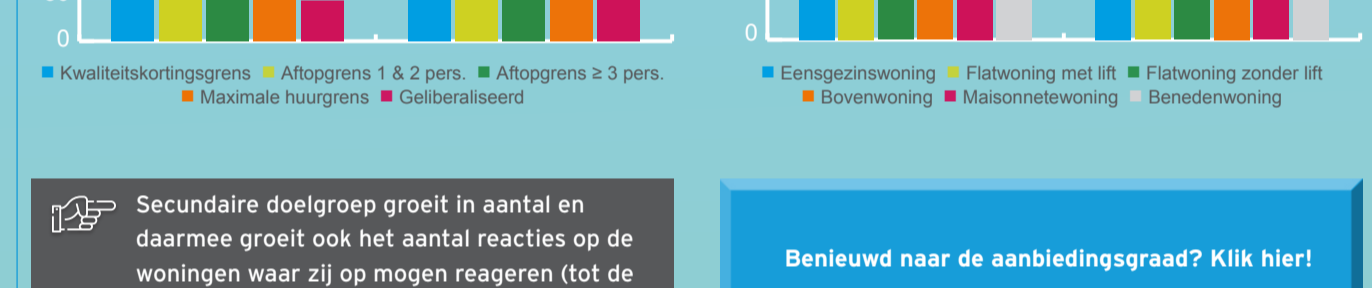 0
Kwaliteitskortingsgrens Aftopgrens 1 & 2 pers. Aftopgrens ≥ 3 pers.
Maximale huurgrens Geliberaliseerd
0
Eensgezinswoning Flatwoning met lift Flatwoning zonder lift
Bovenwoning Maisonnetewoning Benedenwoning
Secundaire doelgroep groeit in aantal en
daarmee groeit ook het aantal reacties op de
woningen waar zij op mogen reageren (tot de
Benieuwd naar de aanbiedingsgraad? Klik hier!